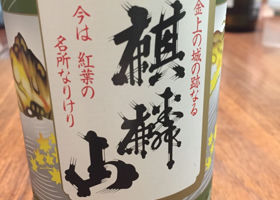 金上の城の跡なる
麒麟山
今は 紅葉の
名所なりけり